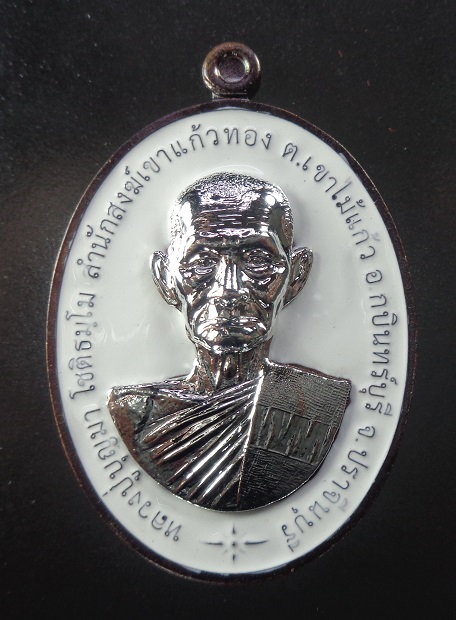 หลวงปู่บุญมา โชติธมฺโม สำนักสงฆ์เขาแก้วทอง ต.เขาไม้แก้ว อ.กบินทร์บุรี จ.ปราจีนบุรี